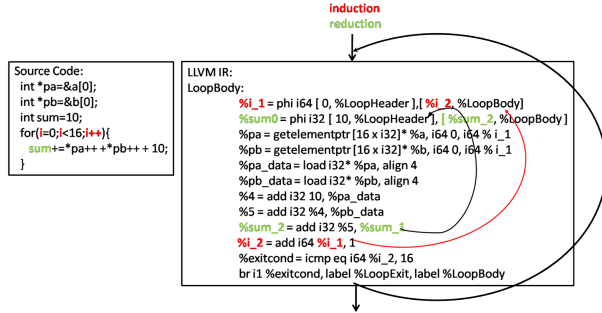 induction
reduction
Source Code:
int *pa=&a[0];
int *pb=&b[0];
int sum=10;
for(i=0;i<16;i++){
sum+=*pa++ +*pb++ + 10;
}
LLVM IR:
LoopBody:
%i_1 = phi i64 [ 0, %LoopHeader ],[ %i_2, %LoopBody]
%sum0 = phi i32 [ 10, %LoopHeader ], [ %sum_2, %LoopBody ]
%pa = getelementptr [16 x i32]* %a, i64 0, i64 % i_1
%pb = getelementptr [16 x i32]* %b, i64 0, i64 % i_1
%pa_data = load i32* %pa, align 4
%pb_data = load i32* %pb, align 4
%4 = add i32 10, %pa_data
%5 = add i32 %4, %pb_data
%sum_2 = add i32 %5, %sum_1
%i_2 = add i64 %i_1, 1
%exitcond = icmp eq i64 %i_2, 16
br i1 %exitcond, label %LoopExit, label %LoopBody